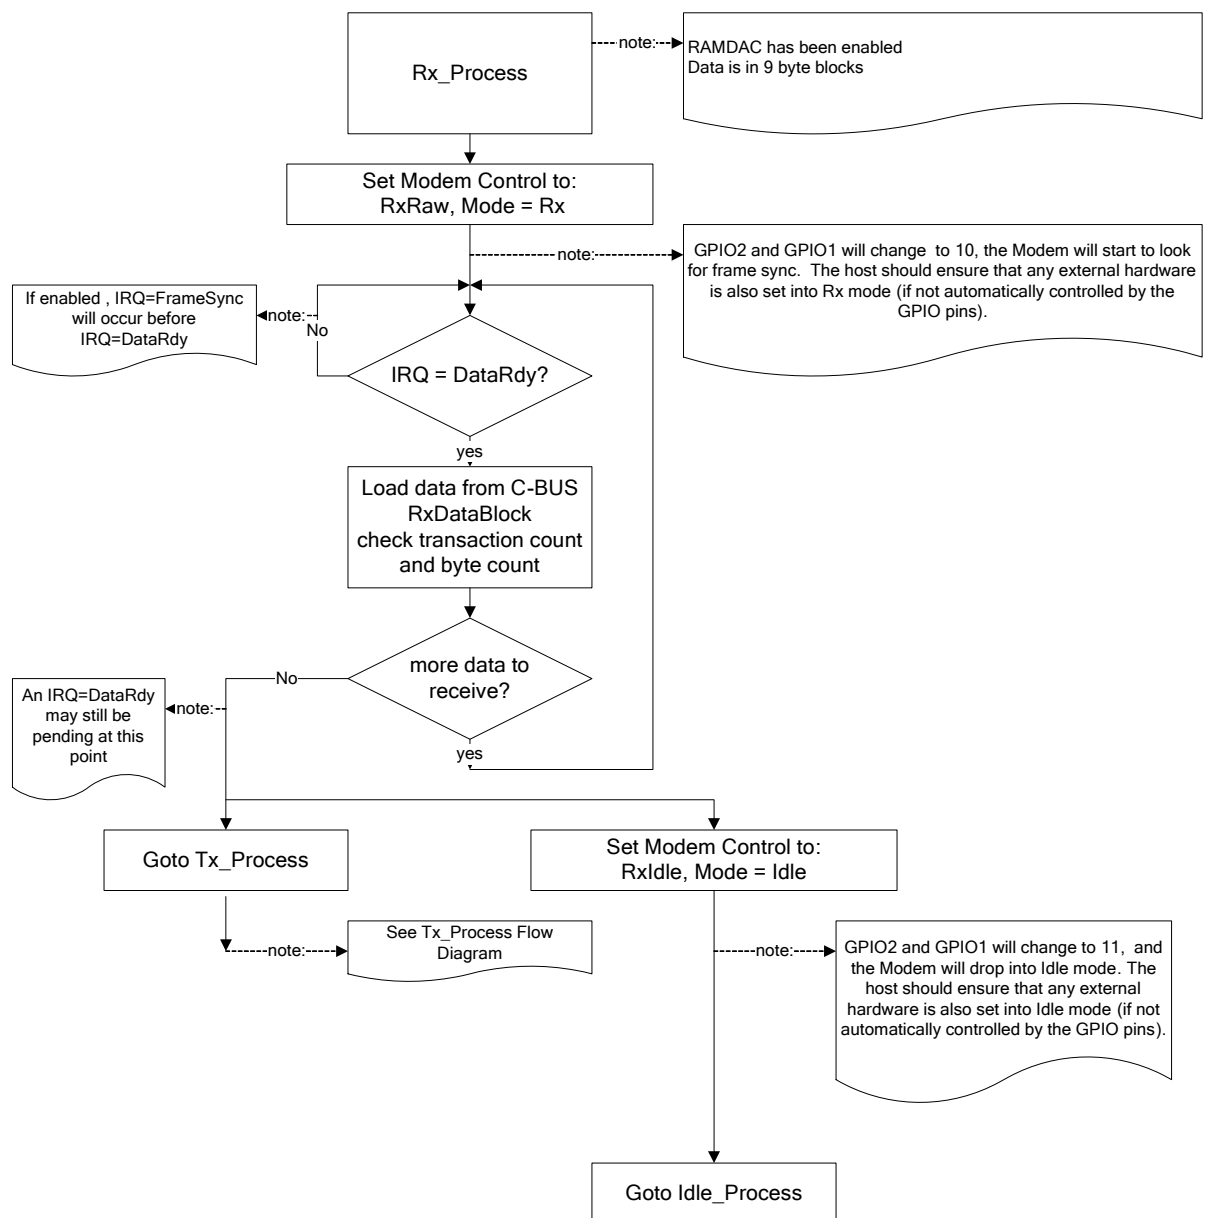 Rx_Process
note:
RAMDAC has been enabled
Data is in 9 byte blocks
Set Modem Control to:
RxRaw, Mode = Rx
note:
GPIO2 and GPIO1 will change  to 10, the Modem will start to look
for frame sync.  The host should ensure that any external hardware
is also set into Rx mode (if not automatically controlled by the
GPIO pins).
If enabled , IRQ=FrameSync
will occur before
IRQ=DataRdy
note:
No
IRQ = DataRdy?
yes
Load data from C-BUS
RxDataBlock
check transaction count
and byte count
more data to
receive?
No
An IRQ=DataRdy
may still be
pending at this
point
note:
yes
Goto Tx_Process
Set Modem Control to:
RxIdle, Mode = Idle
note:
See Tx_Process Flow
Diagram
note:
GPIO2 and GPIO1 will change to 11,  and
the Modem will drop into Idle mode. The
host should ensure that any external
hardware is also set into Idle mode (if not
automatically controlled by the GPIO pins).
Goto Idle_Process